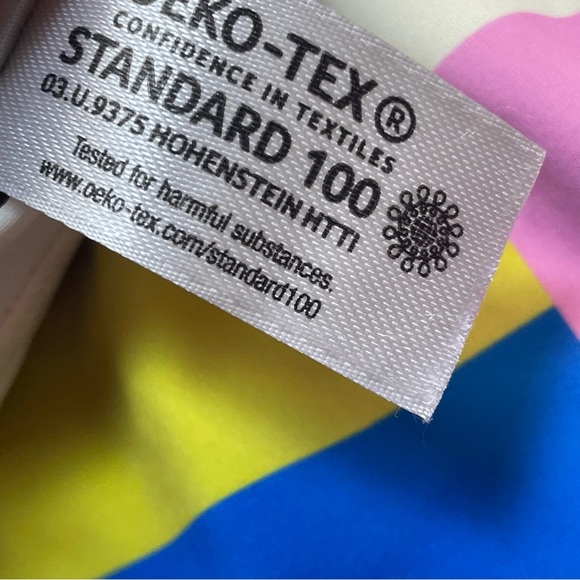 OEKO-TEX®
CONFIDENCE IN TEXTILES
STANDARD 100
03.U.9375 HOHENSTEIN HTTI
Tested for harmful substances.
www.oeko-tex.com/standard100